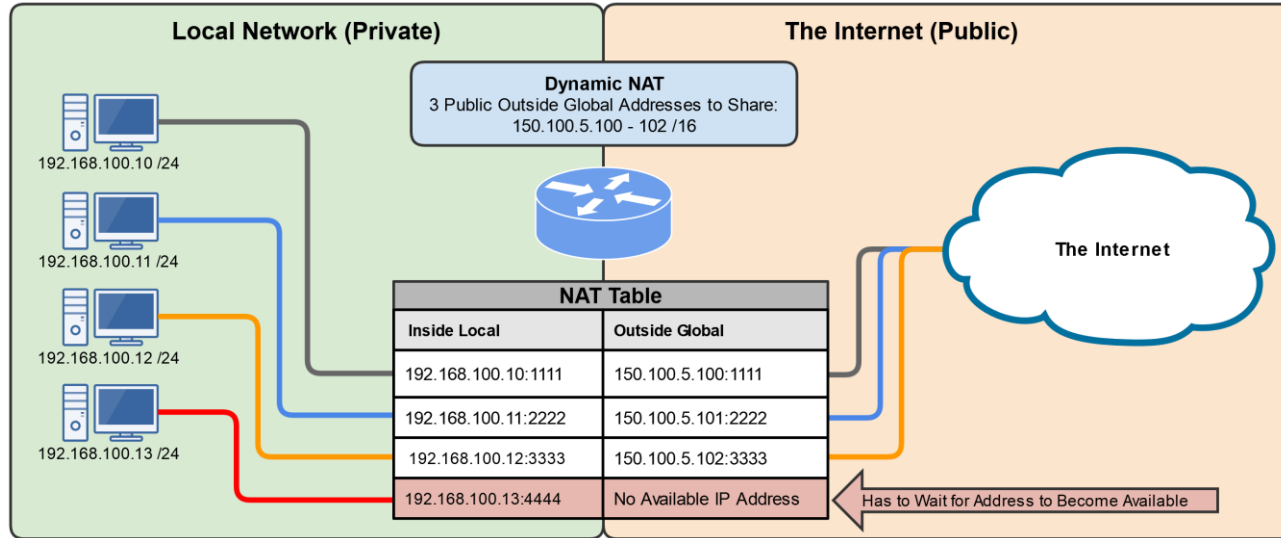 Local Network (Private)
The Internet (Public)
Dynamic NAT
3 Public Outside Global Addresses to Share:
150.100.5.100 - 102 /16
192.168.100.10 /24
192.168.100.11 /24
192.168.100.12 /24
192.168.100.13 /24
The Internet
NAT Table
Inside Local
Outside Global
192.168.100.10:1111
150.100.5.100:1111
192.168.100.11:2222
150.100.5.101:2222
192.168.100.12:3333
150.100.5.102:3333
192.168.100.13:4444
No Available IP Address
Has to Wait for Address to Become Available